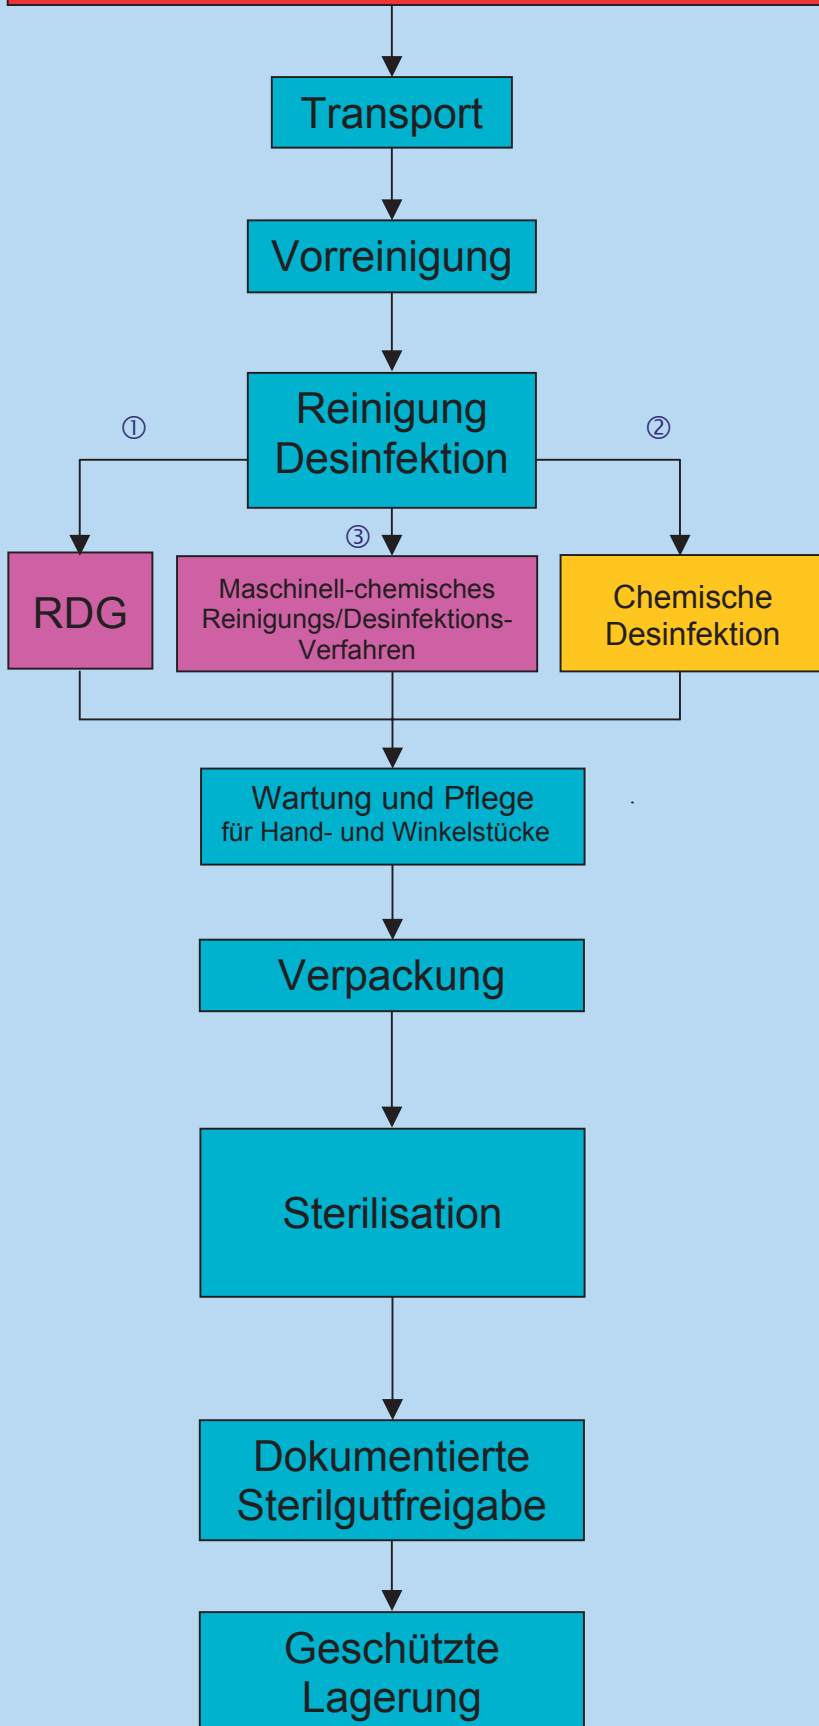 Transport
Vorreinigung
Reinigung
Desinfektion
①
②
③
RDG
Maschinell-chemisches
Reinigungs/Desinfektions-
Verfahren
Chemische
Desinfektion
Wartung und Pflege
für Hand- und Winkelstücke
.
Verpackung
Sterilisation
Dokumentierte
Sterilgutfreigabe
Geschützte
Lagerung